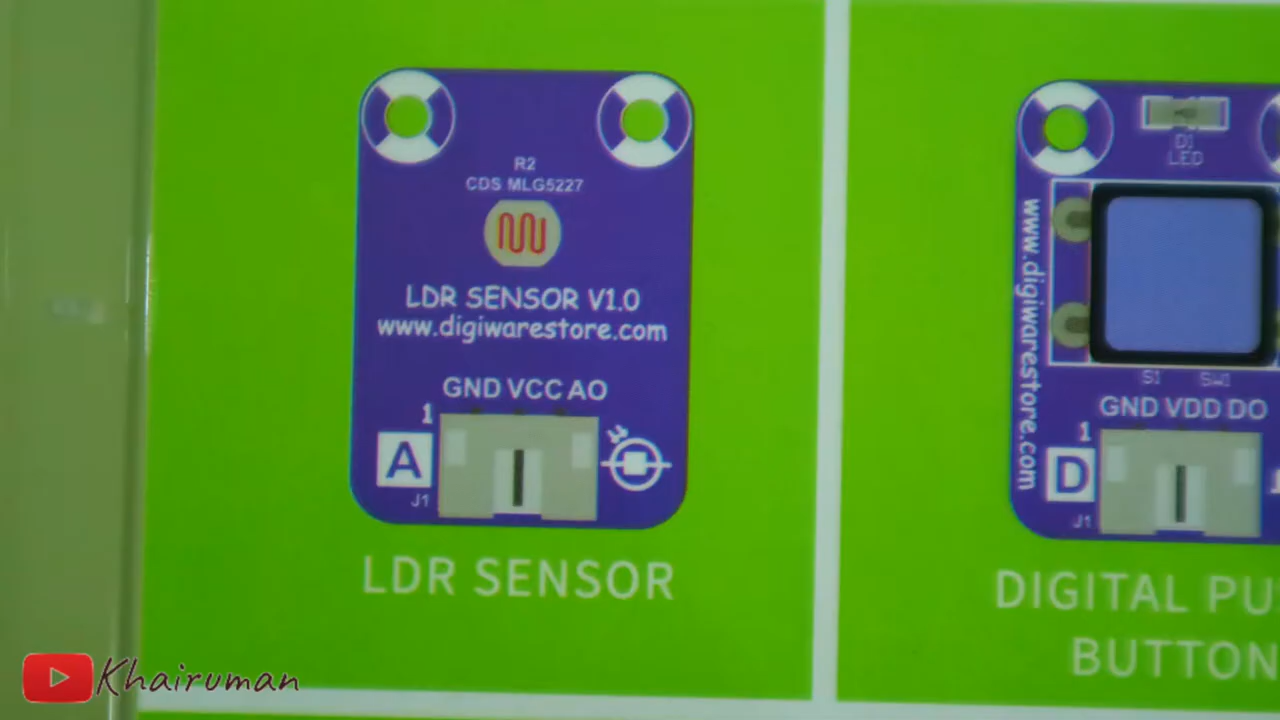 R2
CDS MLG5227
LDR SENSOR V1.0
www.digiwarestore.com
GND VCC AO
1
A
J1
LDR SENSOR
D1
LED
www.digiwarestore.com
S1 SW1
GND VDD DO
1
D
J1
DIGITAL PU
BUTTON
Khairuman